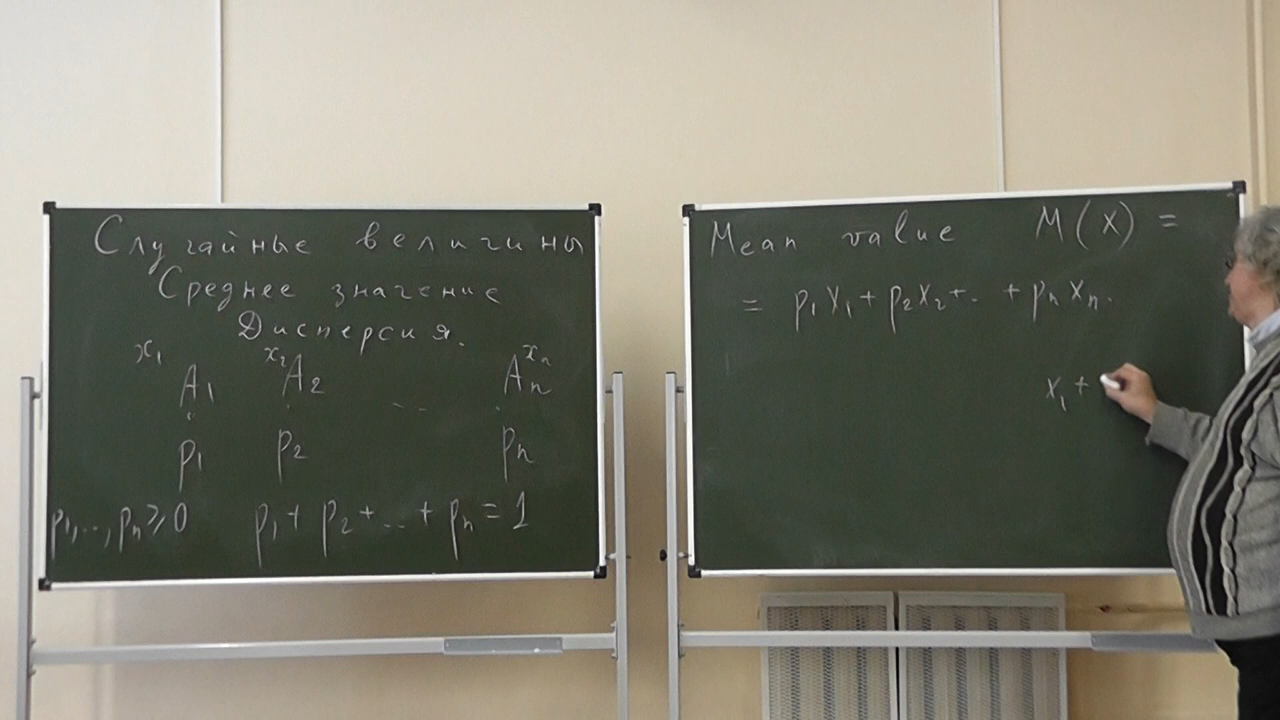 Случайные величины
Среднее значение
Дисперсия.
x₁ x₂ xₙ
A₁ A₂ ... Aₙ
p₁ p₂ pₙ
p₁,...,pₙ ≥ 0 p₁ + p₂ + ... + pₙ = 1
Mean value M(X) =
= p₁x₁ + p₂x₂ + .. + pₙxₙ.
x₁ +